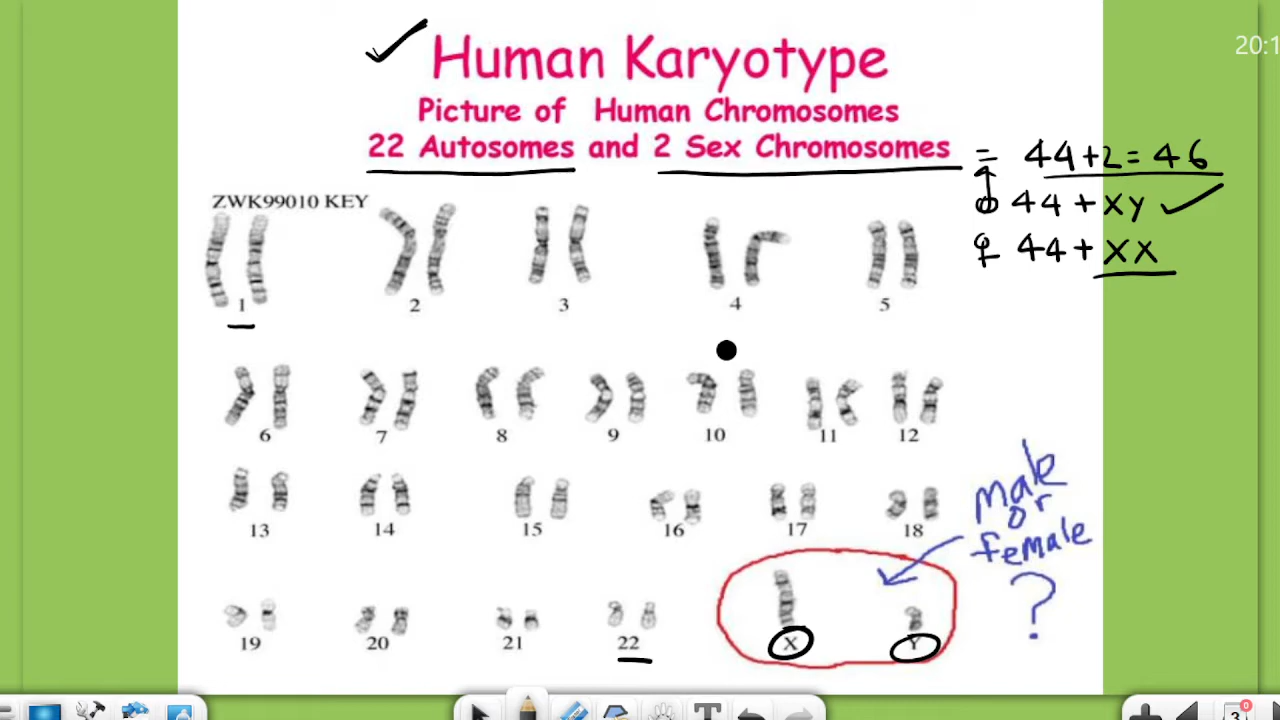 20:1
Human Karyotype
Picture of Human Chromosomes
22 Autosomes and 2 Sex Chromosomes
= 44+2=46
♂ 44+XY
♀ 44+XX
ZWK99010 KEY
1 2 3 4 5
6 7 8 9 10 11 12
13 14 15 16 17 18
male
or
female
?
19 20 21 22 X Y
T